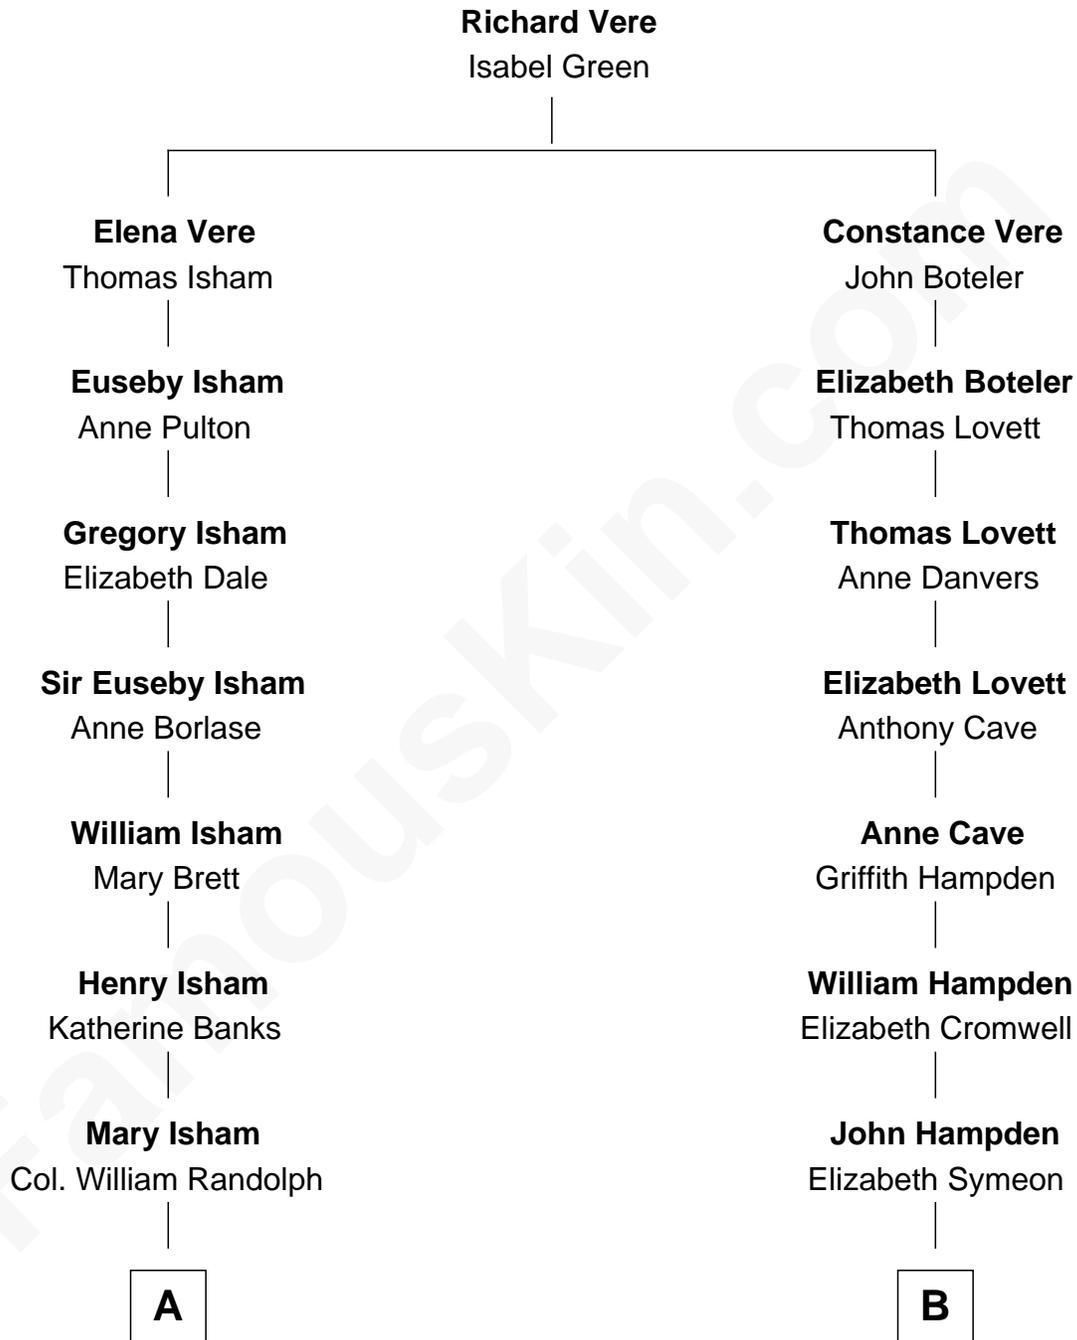 Richard Vere
Isabel Green
Elena Vere
Thomas Isham
Constance Vere
John Boteler
Euseby Isham
Anne Pulton
Elizabeth Boteler
Thomas Lovett
Gregory Isham
Elizabeth Dale
Thomas Lovett
Anne Danvers
Sir Euseby Isham
Anne Borlase
Elizabeth Lovett
Anthony Cave
William Isham
Mary Brett
Anne Cave
Griffith Hampden
Henry Isham
Katherine Banks
William Hampden
Elizabeth Cromwell
Mary Isham
Col. William Randolph
John Hampden
Elizabeth Symeon
A
B
FamousKin.com